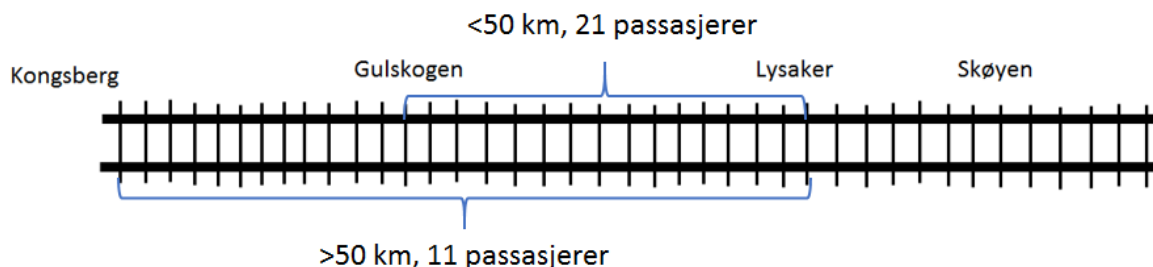 <50 km, 21 passasjerer
Kongsberg Gulskogen Lysaker Skøyen
>50 km, 11 passasjerer